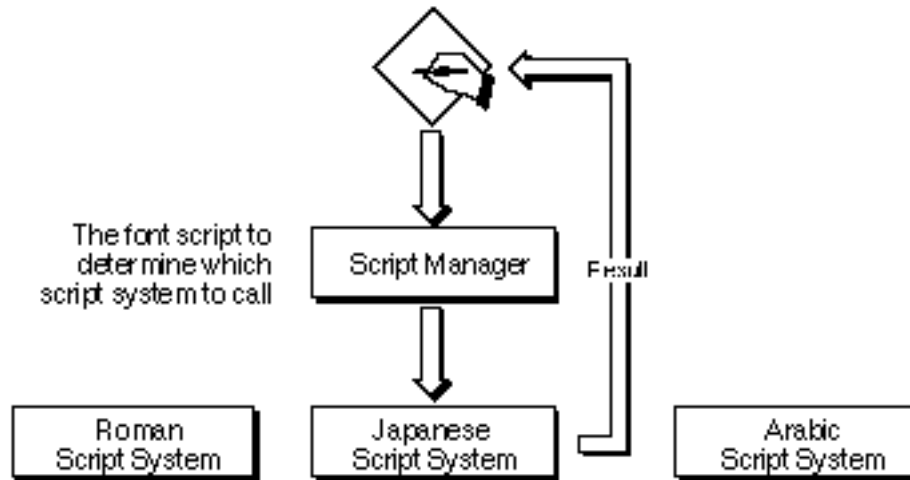 The font script to
determine which
script system to call
Script Manager
Result
Roman
Script System
Japanese
Script System
Arabic
Script System